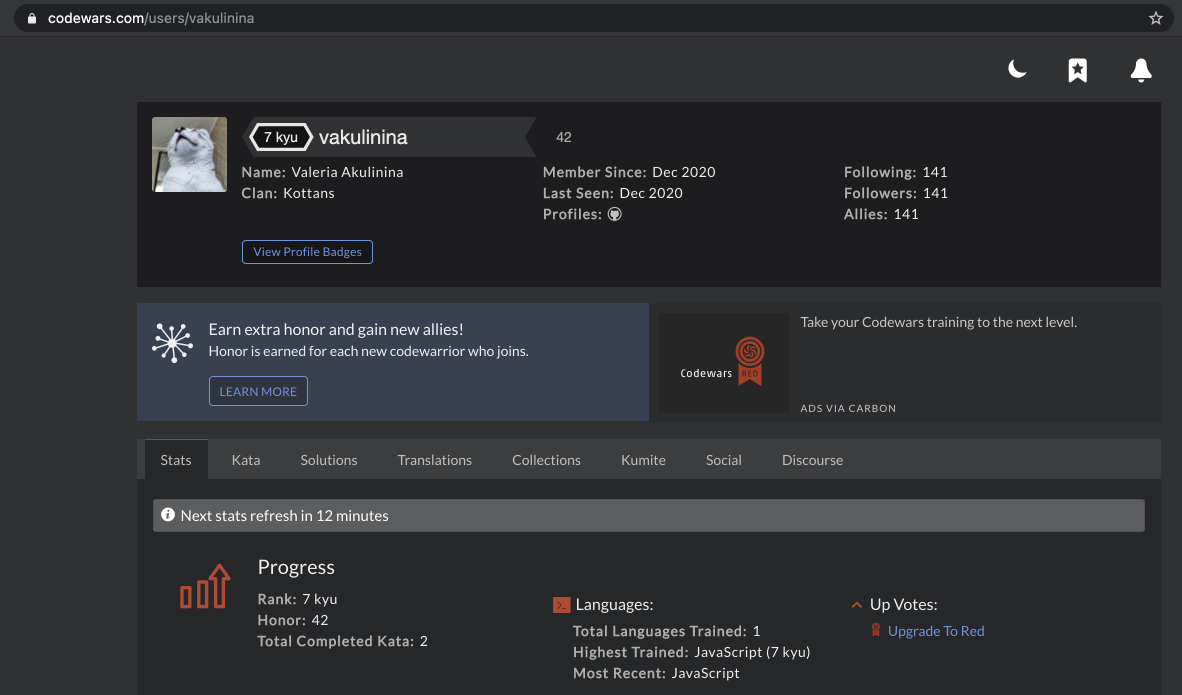 codewars.com/users/vakulinina
7 kyu vakulinina 42
Name: Valeria Akulinina
Clan: Kottans
Member Since: Dec 2020
Last Seen: Dec 2020
Profiles:
Following: 141
Followers: 141
Allies: 141
View Profile Badges
Earn extra honor and gain new allies!
Honor is earned for each new codewarrior who joins.
LEARN MORE
Codewars RED
Take your Codewars training to the next level.
ADS VIA CARBON
Stats Kata Solutions Translations Collections Kumite Social Discourse
Next stats refresh in 12 minutes
Progress
Rank: 7 kyu
Honor: 42
Total Completed Kata: 2
Languages:
Total Languages Trained: 1
Highest Trained: JavaScript (7 kyu)
Most Recent: JavaScript
Up Votes:
Upgrade To Red